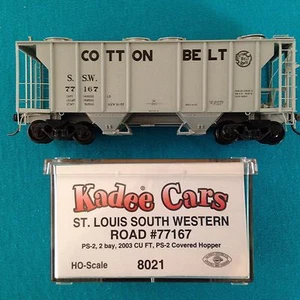 COTTON BELT
S.S.W.
77167
Kadee Cars
ST. LOUIS SOUTH WESTERN
ROAD #77167
PS-2, 2 bay, 2003 CU FT, PS-2 Covered Hopper
HO-Scale 8021